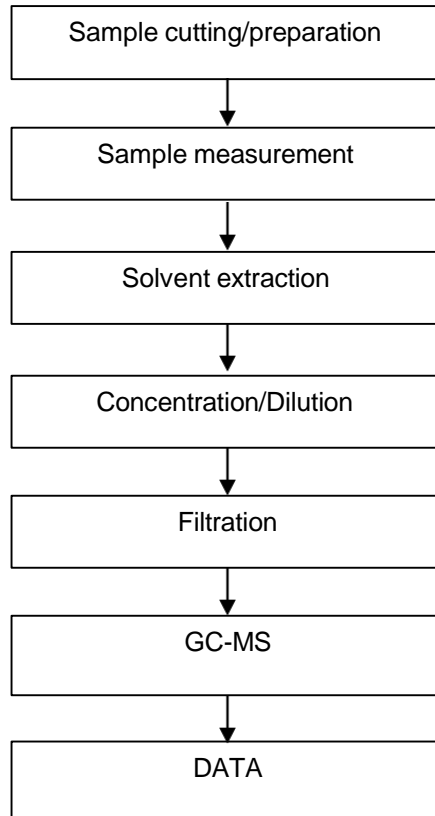 Sample cutting/preparation
Sample measurement
Solvent extraction
Concentration/Dilution
Filtration
GC-MS
DATA